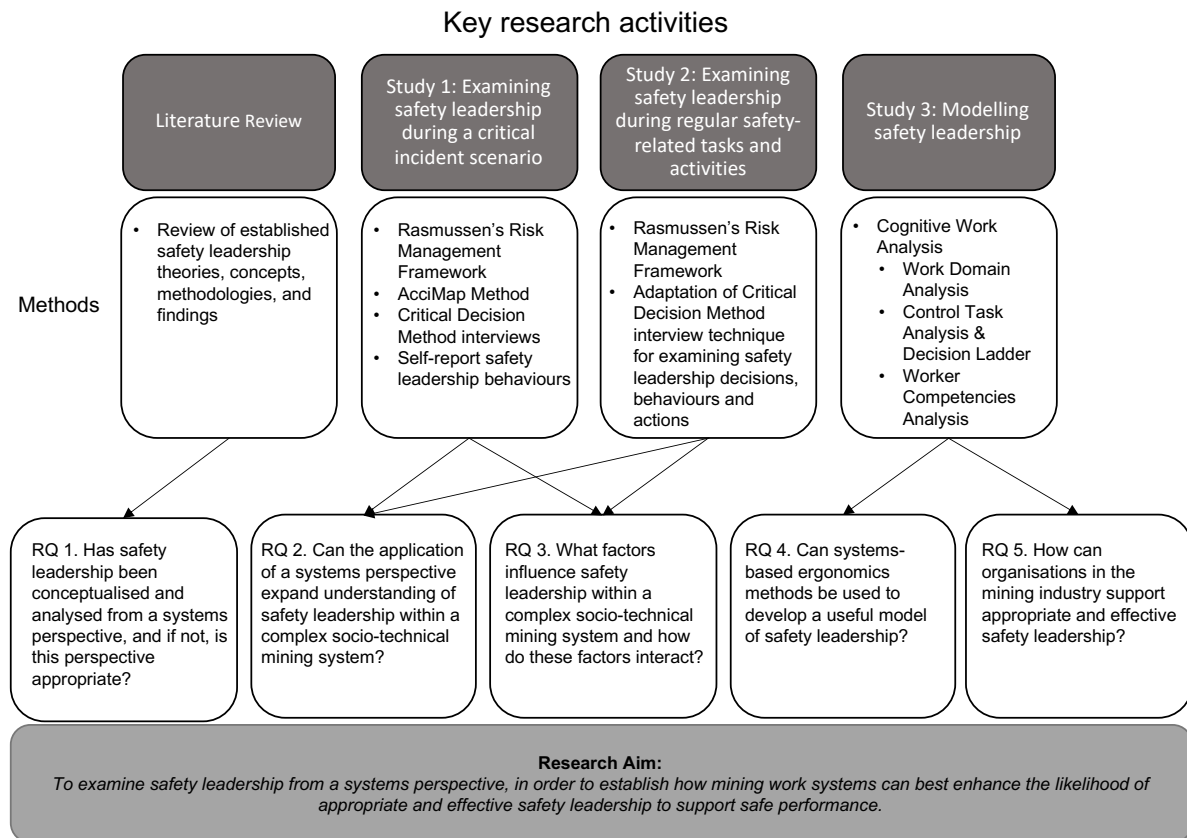 Key research activities
Literature Review
Study 1: Examining
safety leadership
during a critical
incident scenario
Study 2: Examining
safety leadership
during regular safety-
related tasks and
activities
Study 3: Modelling
safety leadership
Methods
• Review of established
safety leadership
theories, concepts,
methodologies, and
findings
• Rasmussen’s Risk
Management
Framework
• AcciMap Method
• Critical Decision
Method interviews
• Self-report safety
leadership behaviours
• Rasmussen’s Risk
Management
Framework
• Adaptation of Critical
Decision Method
interview technique
for examining safety
leadership decisions,
behaviours and
actions
• Cognitive Work
Analysis
• Work Domain
Analysis
• Control Task
Analysis &
Decision Ladder
• Worker
Competencies
Analysis
RQ 1. Has safety
leadership been
conceptualised and
analysed from a systems
perspective, and if not, is
this perspective
appropriate?
RQ 2. Can the application
of a systems perspective
expand understanding of
safety leadership within a
complex socio-technical
mining system?
RQ 3. What factors
influence safety
leadership within a
complex socio-technical
mining system and how
do these factors interact?
RQ 4. Can systems-
based ergonomics
methods be used to
develop a useful model
of safety leadership?
RQ 5. How can
organisations in the
mining industry support
appropriate and effective
safety leadership?
Research Aim:
To examine safety leadership from a systems perspective, in order to establish how mining work systems can best enhance the likelihood of
appropriate and effective safety leadership to support safe performance.